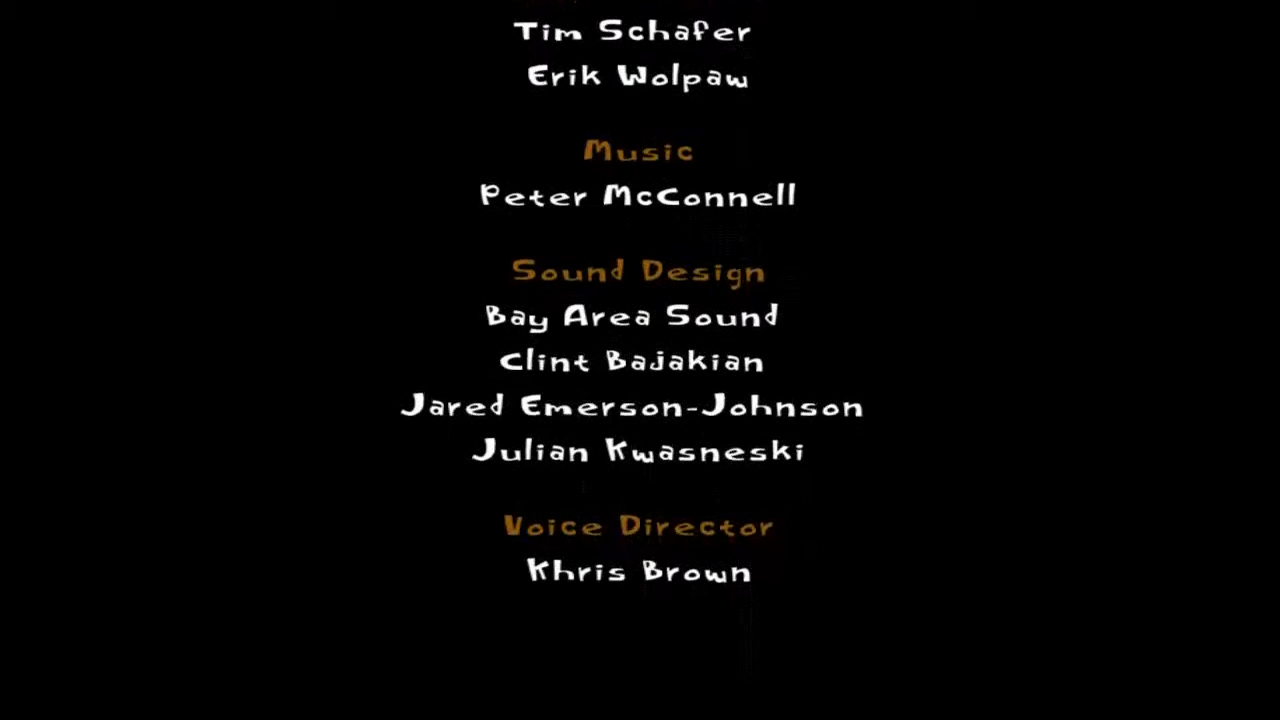 Tim Schafer
Erik Wolpaw
Music
Peter McConnell
Sound Design
Bay Area Sound
Clint Bajakian
Jared Emerson-Johnson
Julian Kwasneski
Voice Director
Khris Brown